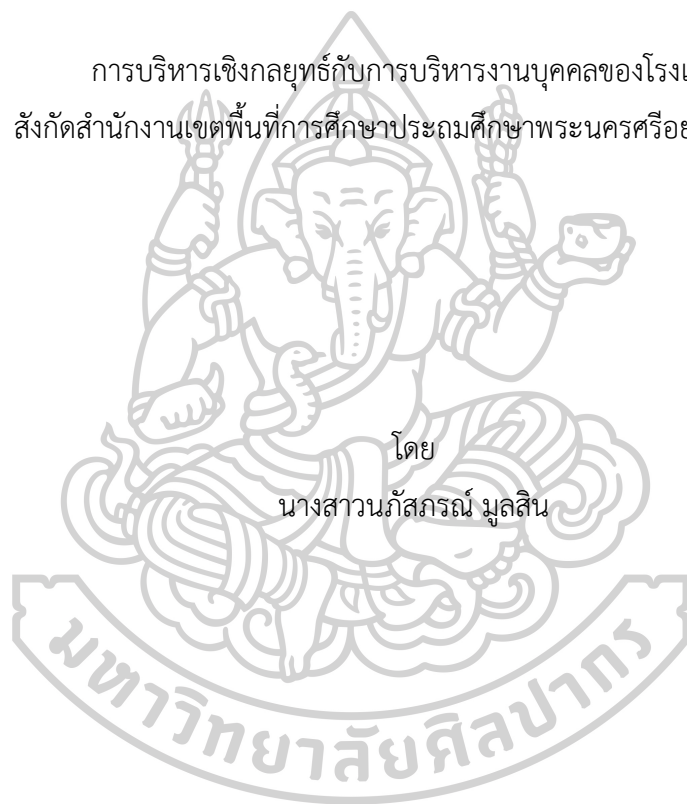 การบริหารเชิงกลยุทธ์กับการบริหารงานบุคคลของโรงเ
สังกัดสำนักงานเขตพื้นที่การศึกษาประถมศึกษาพระนครศรีอย
โดย
นางสาวนภัสภรณ์ มูลสิน
มหาวิทยาลัยศิลปากร